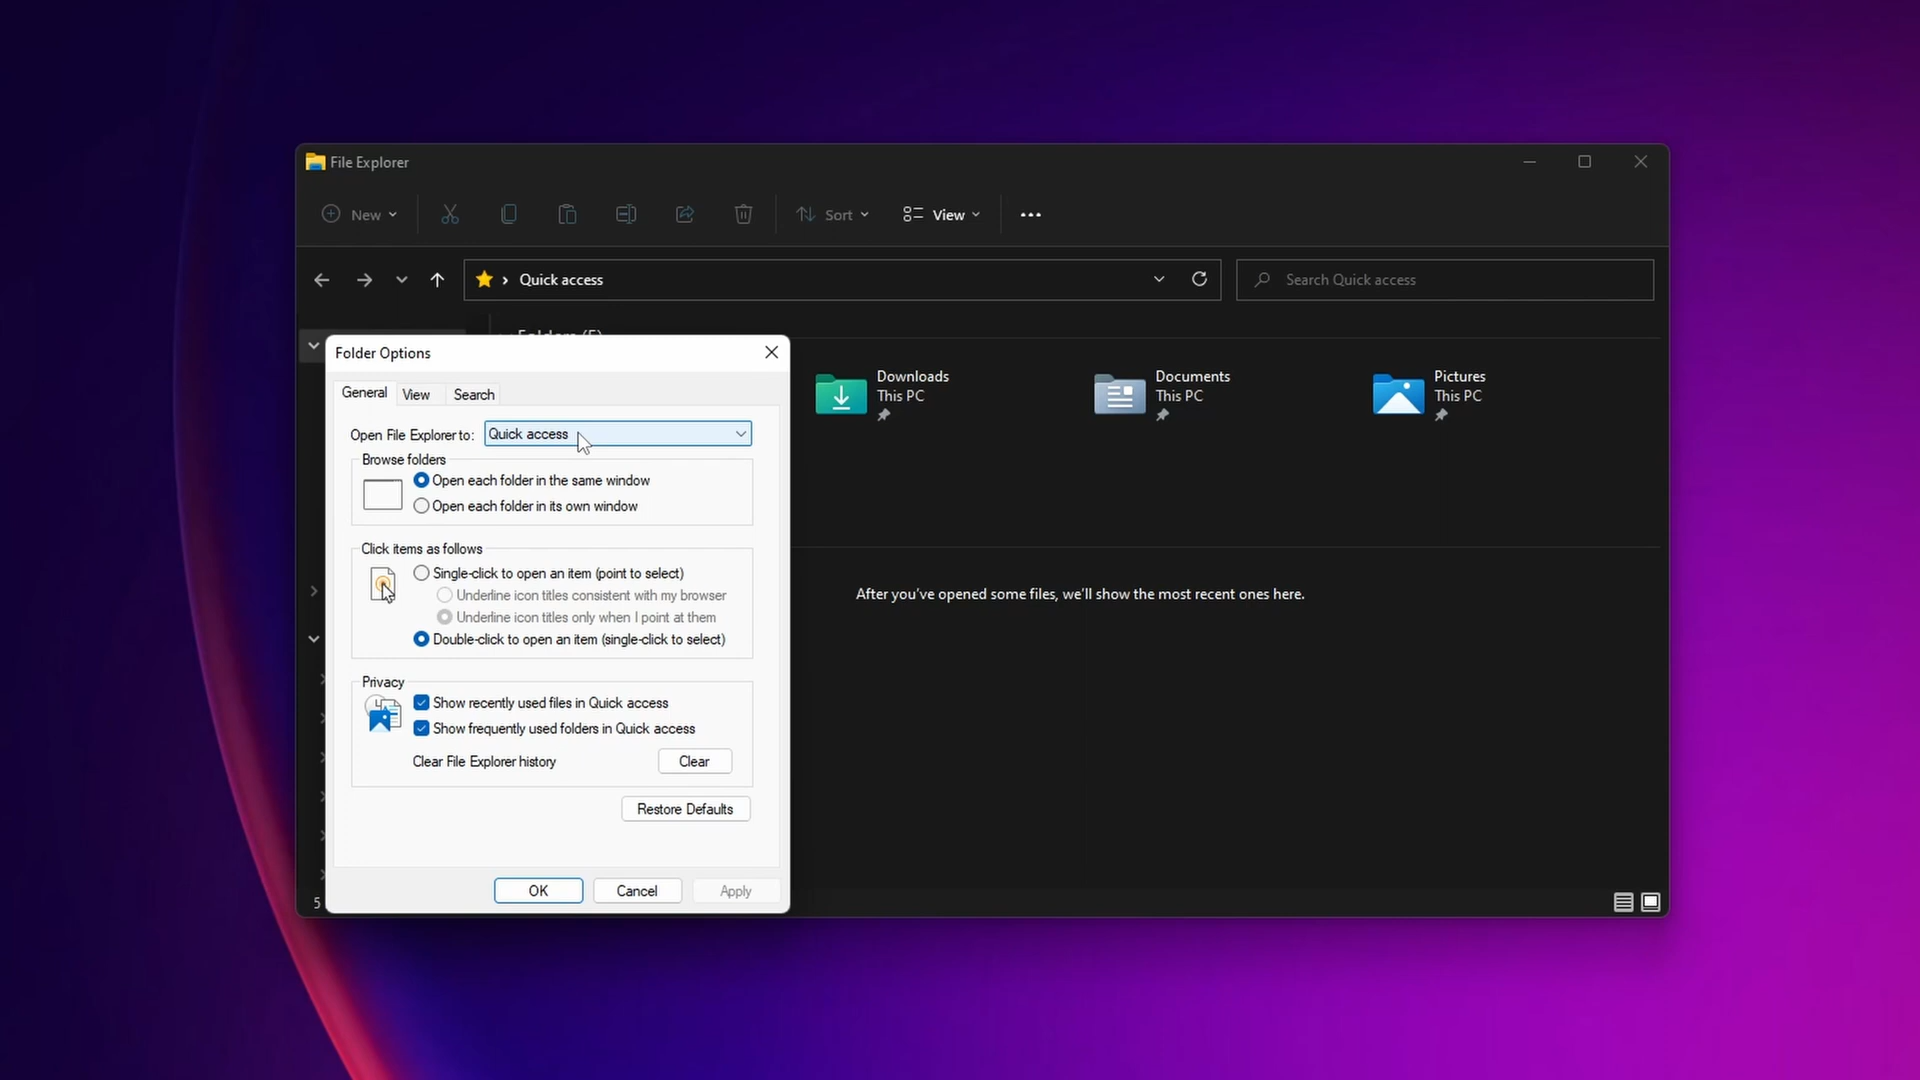 File Explorer
New
Sort
View
Quick access
Search Quick access
Folder Options
General
View
Search
Open File Explorer to:
Quick access
Browse folders
Open each folder in the same window
Open each folder in its own window
Click items as follows
Single-click to open an item (point to select)
Underline icon titles consistent with my browser
Underline icon titles only when I point at them
Double-click to open an item (single-click to select)
Privacy
Show recently used files in Quick access
Show frequently used folders in Quick access
Clear File Explorer history
Clear
Restore Defaults
OK
Cancel
Apply
Downloads
This PC
Documents
This PC
Pictures
This PC
After you've opened some files, we'll show the most recent ones here.
5